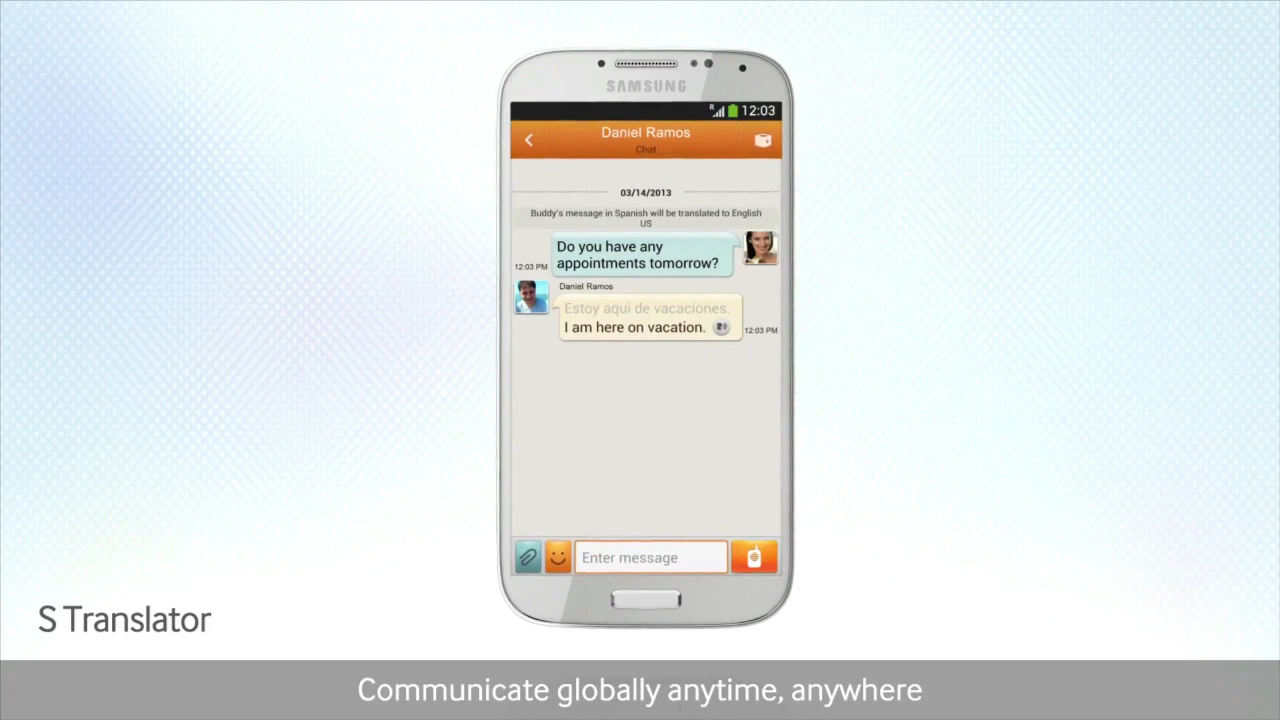 SAMSUNG
R
12:03
Daniel Ramos
Chat
03/14/2013
Buddy's message in Spanish will be translated to English
US
Do you have any
appointments tomorrow?
12:03 PM
Daniel Ramos
Estoy aqui de vacaciones.
I am here on vacation.
12:03 PM
Enter message
S Translator
Communicate globally anytime, anywhere